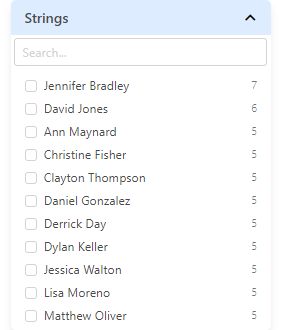 Strings
Search...
Jennifer Bradley 7
David Jones 6
Ann Maynard 5
Christine Fisher 5
Clayton Thompson 5
Daniel Gonzalez 5
Derrick Day 5
Dylan Keller 5
Jessica Walton 5
Lisa Moreno 5
Matthew Oliver 5